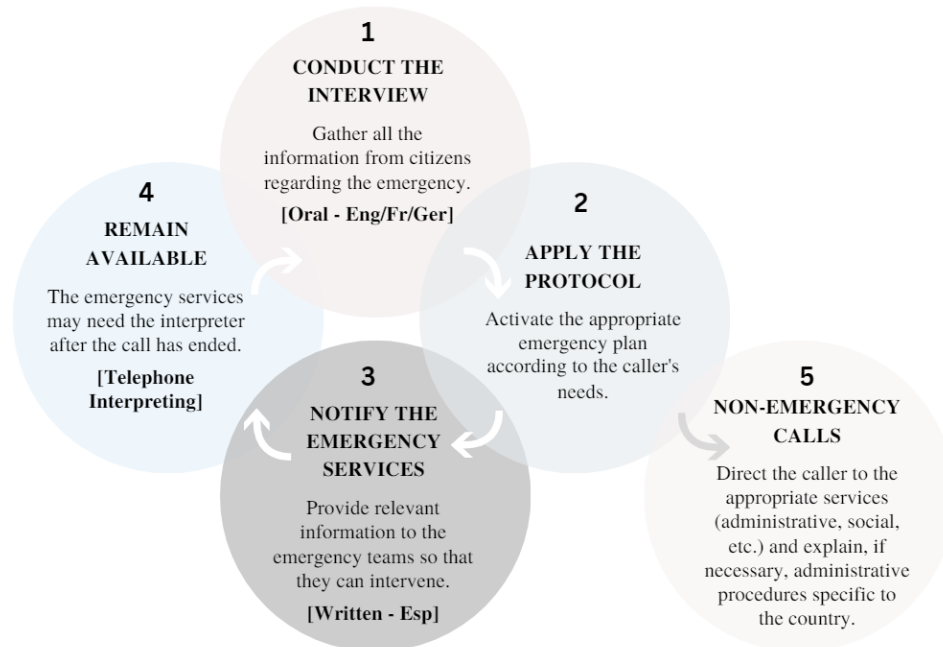 1
CONDUCT THE
INTERVIEW
Gather all the
information from citizens
regarding the emergency.
[Oral - Eng/Fr/Ger]
2
APPLY THE
PROTOCOL
Activate the appropriate
emergency plan
according to the caller's
needs.
3
NOTIFY THE
EMERGENCY
SERVICES
Provide relevant
information to the
emergency teams so that
they can intervene.
[Written - Esp]
4
REMAIN
AVAILABLE
The emergency services
may need the interpreter
after the call has ended.
[Telephone
Interpreting]
5
NON-EMERGENCY
CALLS
Direct the caller to the
appropriate services
(administrative, social,
etc.) and explain, if
necessary, administrative
procedures specific to
the country.